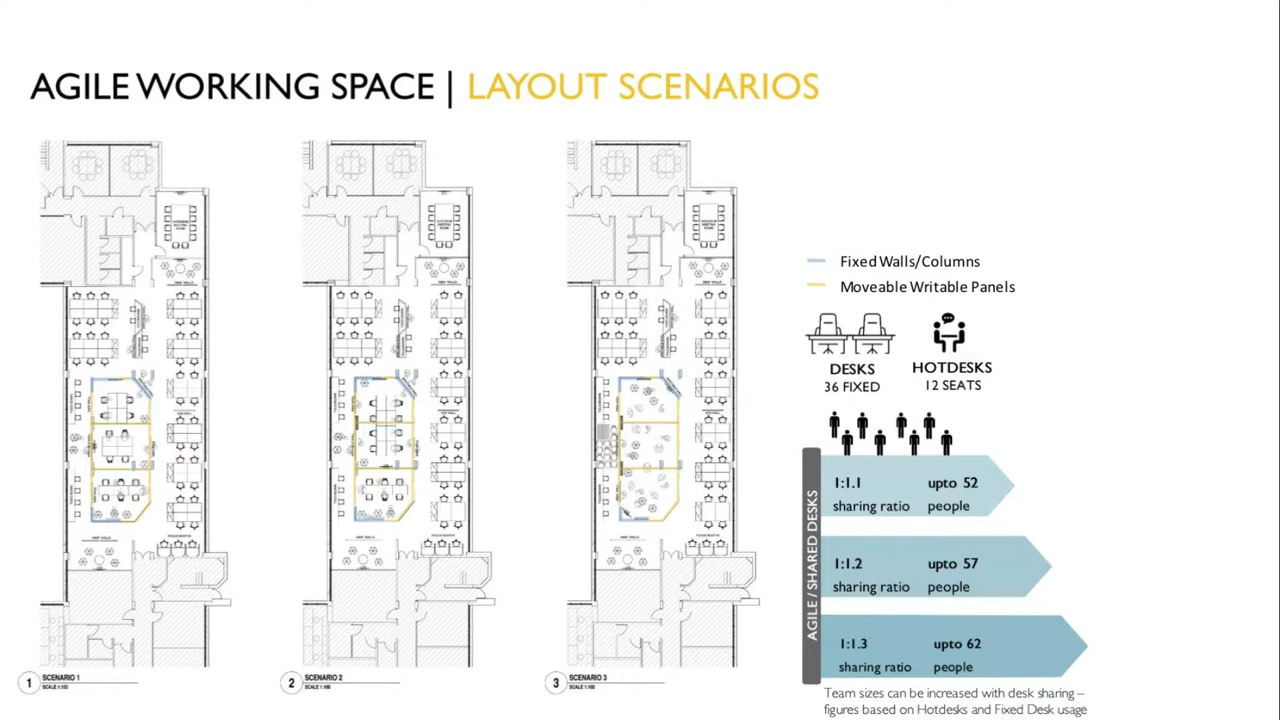 AGILE WORKING SPACE | LAYOUT SCENARIOS
Fixed Walls/Columns
Moveable Writable Panels
DESKS
36 FIXED
HOTDESKS
12 SEATS
AGILE / SHARED DESKS
1:1.1
sharing ratio
upto 52
people
1:1.2
sharing ratio
upto 57
people
1:1.3
sharing ratio
upto 62
people
Team sizes can be increased with desk sharing –
figures based on Hotdesks and Fixed Desk usage
1
SCENARIO 1
2
SCENARIO 2
3
SCENARIO 3